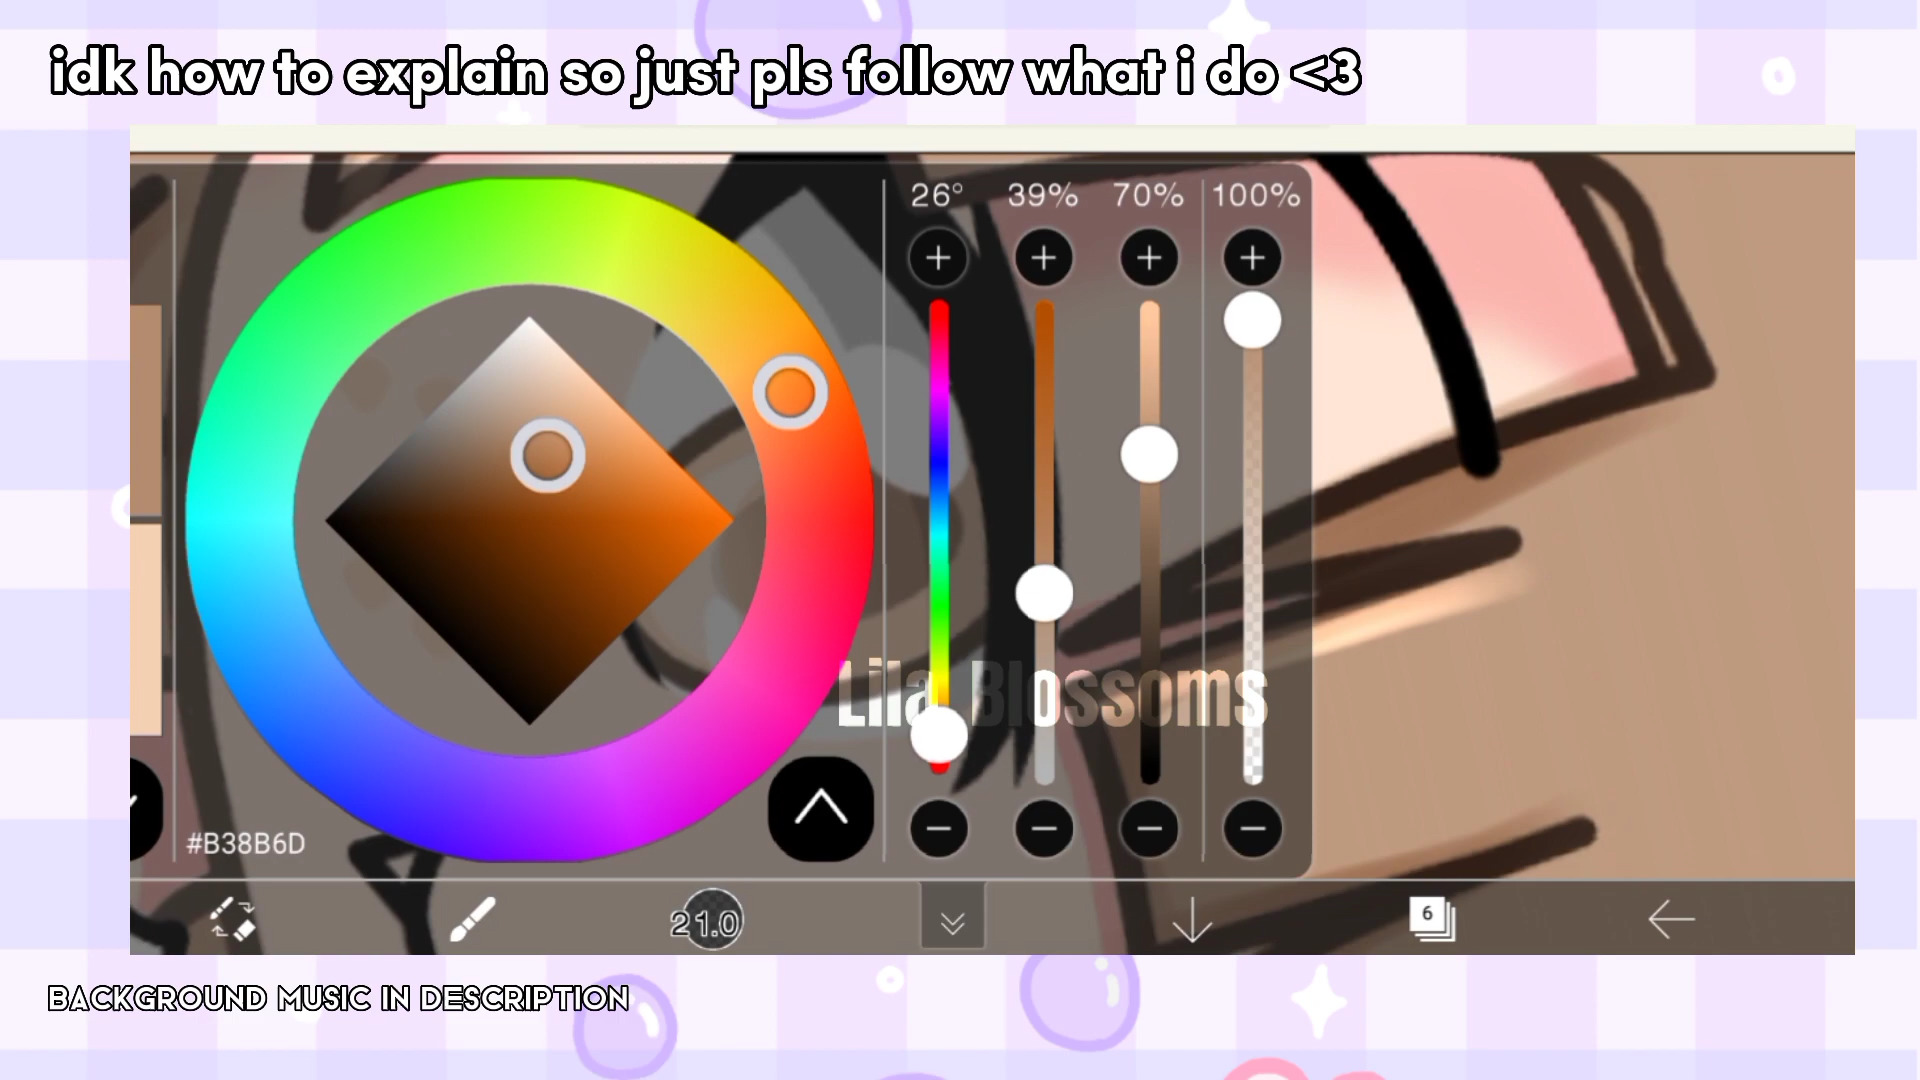 idk how to explain so just pls follow what i do <3
26° 39% 70% 100%
Lila Blossoms
#B38B6D
21.0
6
BACKGROUND MUSIC IN DESCRIPTION